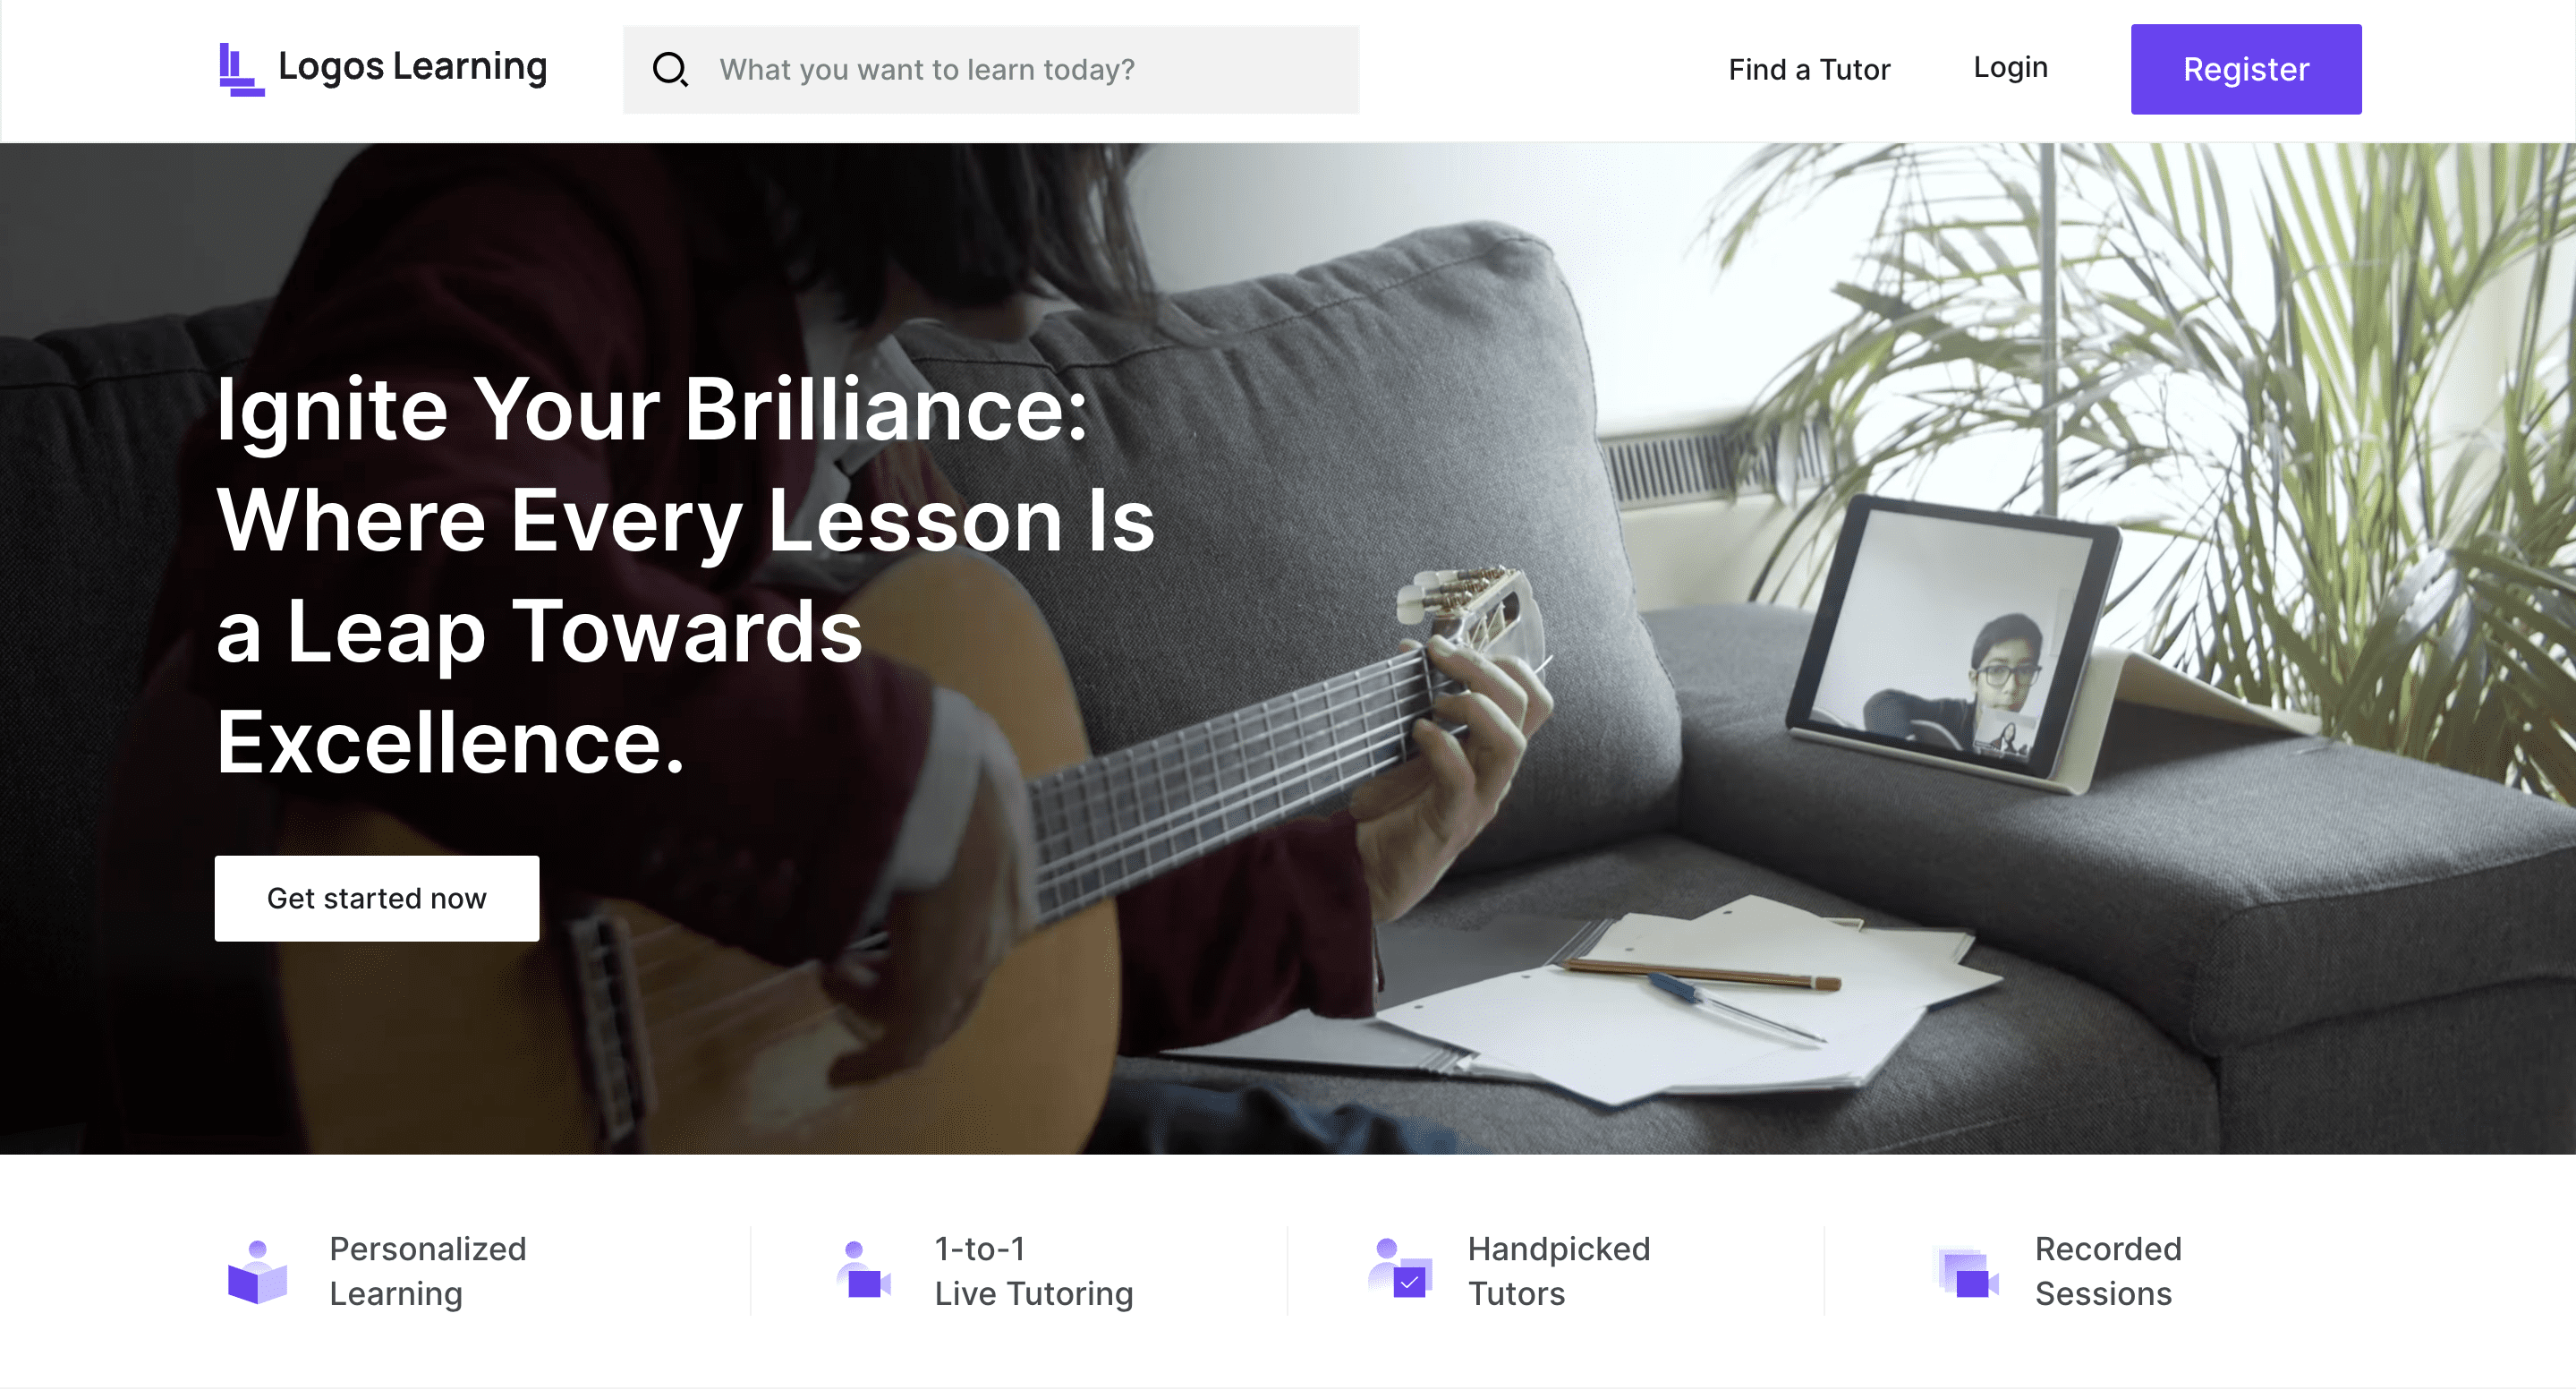 Logos Learning
What you want to learn today?
Find a Tutor
Login
Register
Ignite Your Brilliance:
Where Every Lesson Is
a Leap Towards
Excellence.
Get started now
Personalized
Learning
1-to-1
Live Tutoring
Handpicked
Tutors
Recorded
Sessions